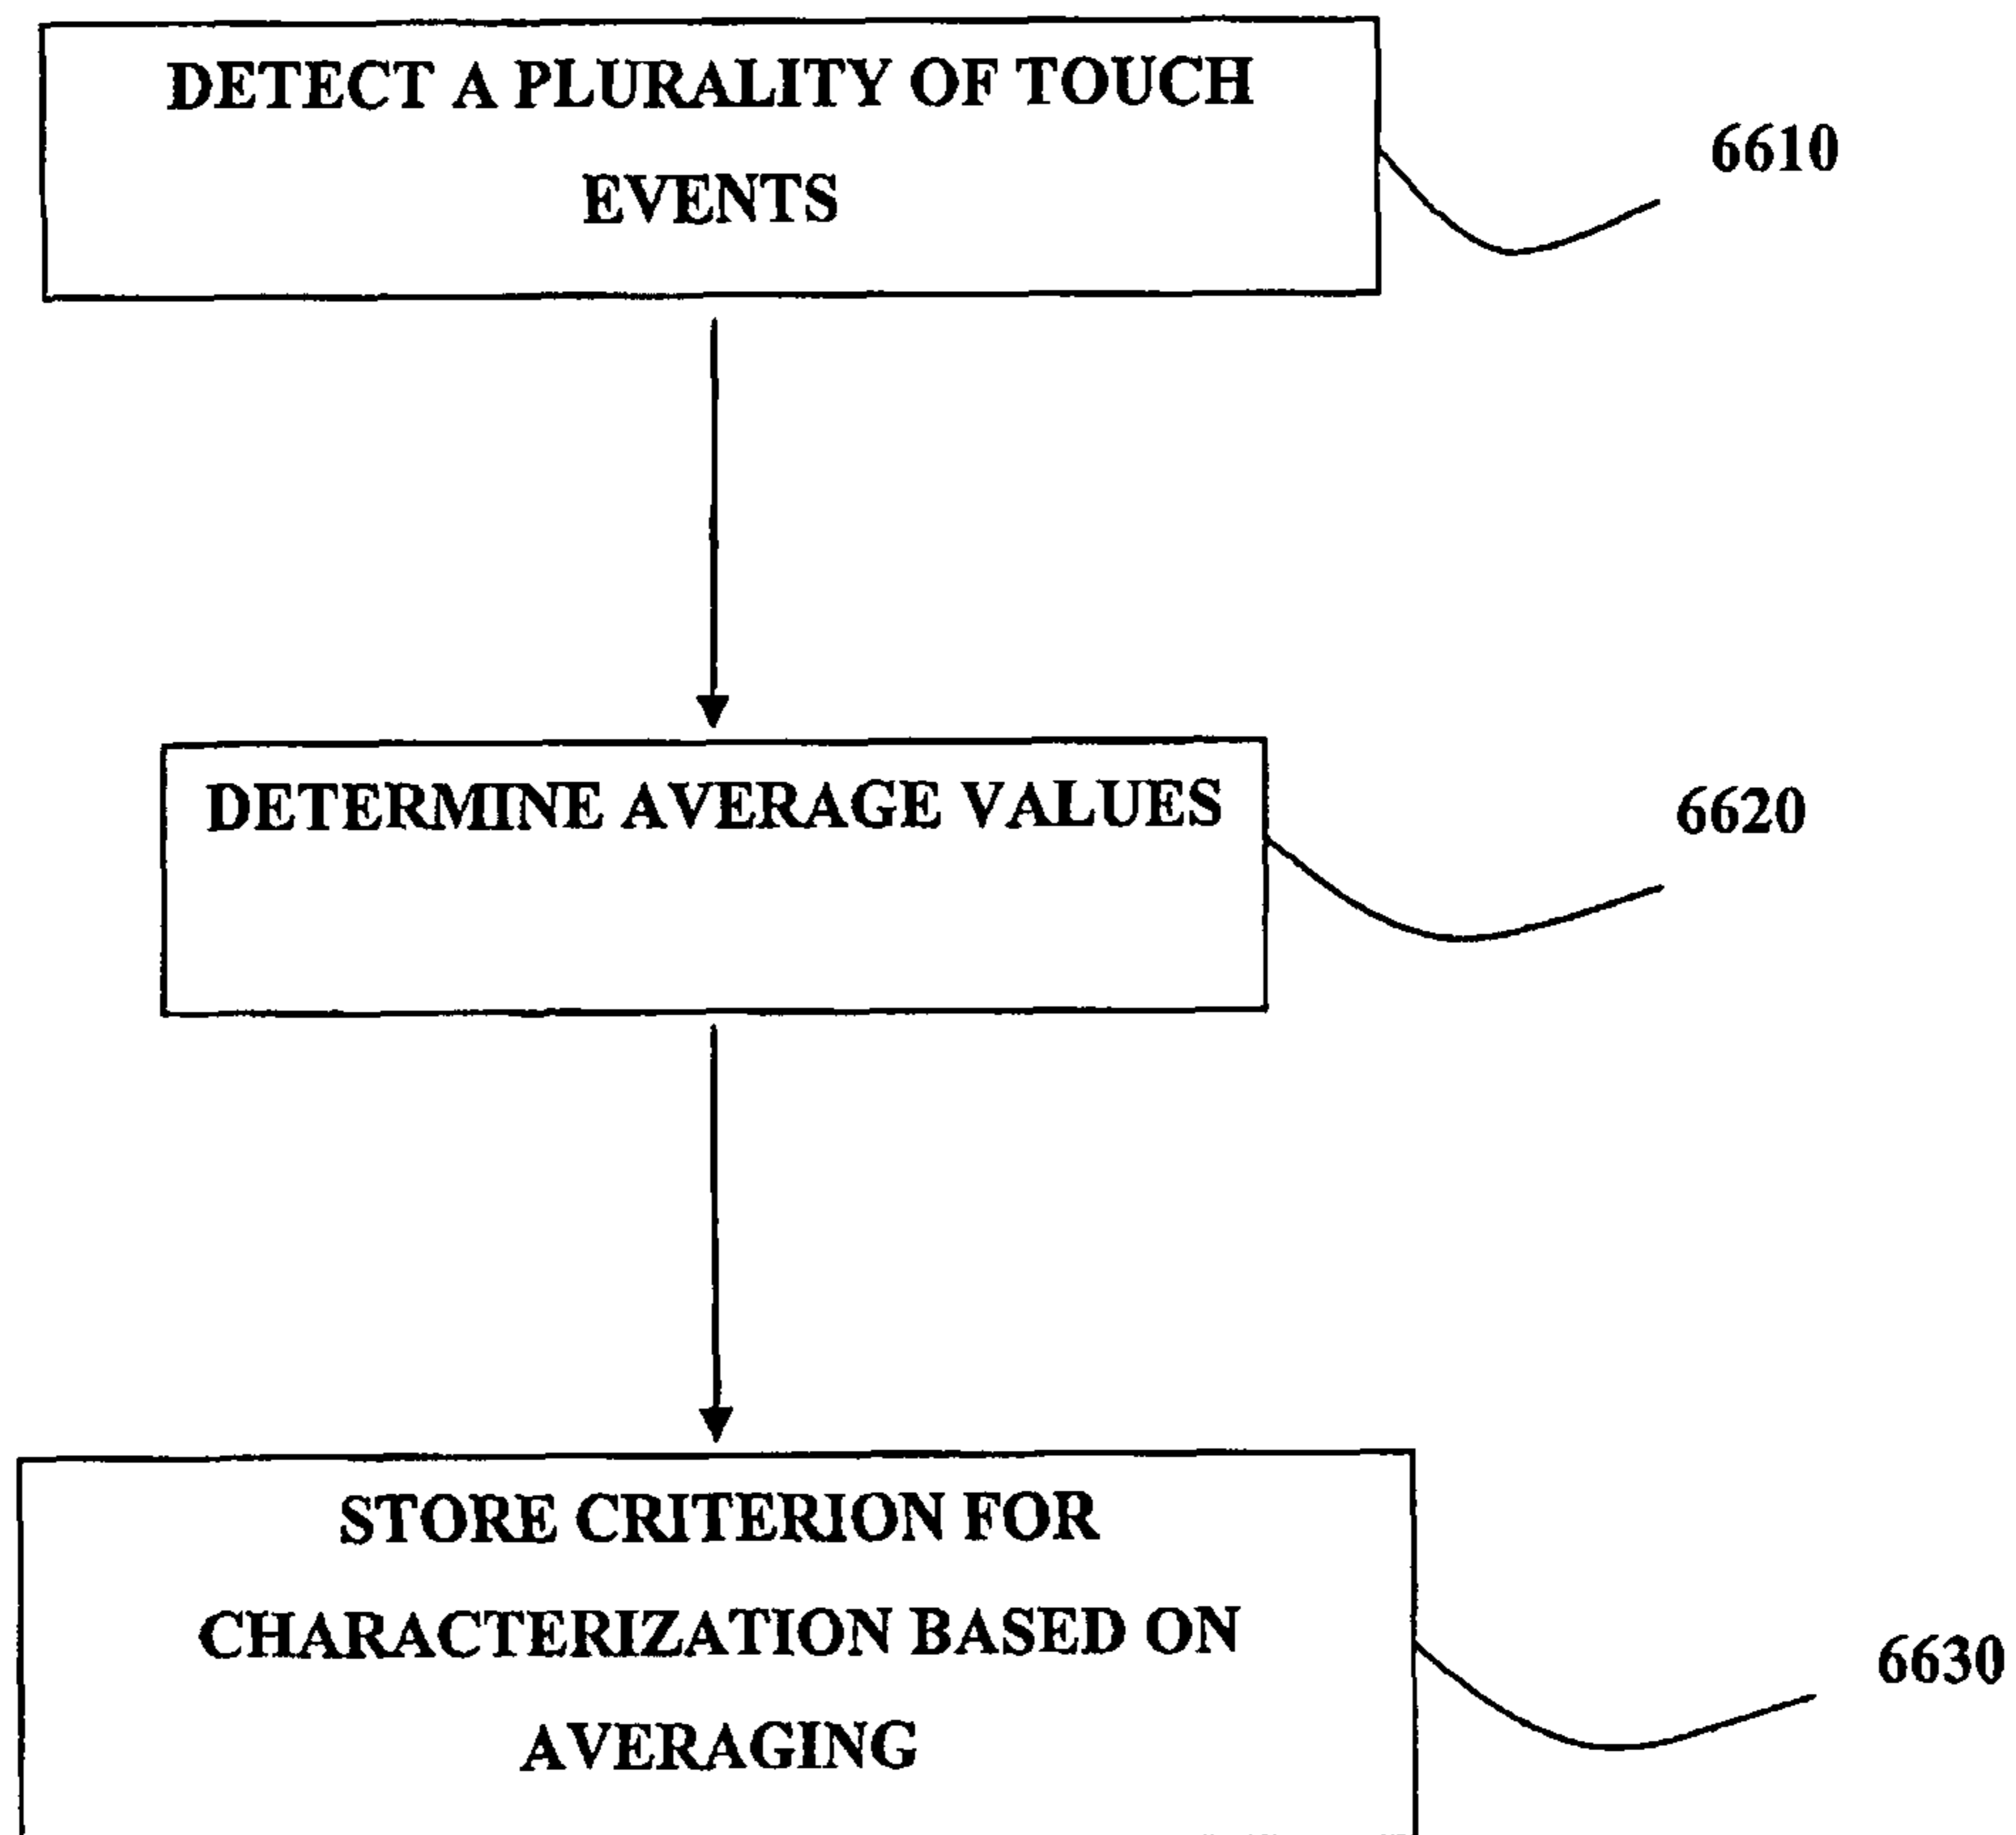 DETECT A PLURALITY OF TOUCH
EVENTS
6610
DETERMINE AVERAGE VALUES
6620
STORE CRITERION FOR
CHARACTERIZATION BASED ON
AVERAGING
6630